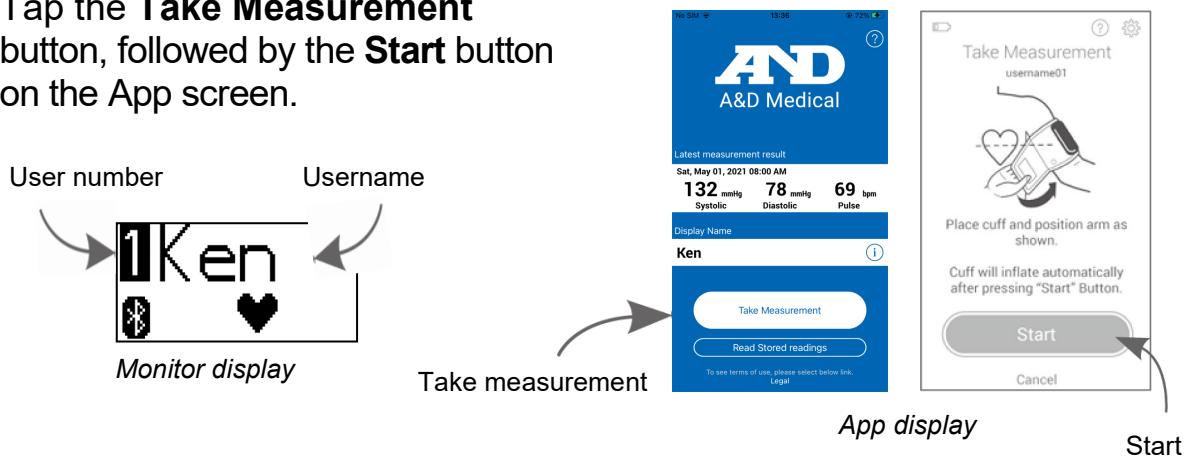 Tap the Take Measurement
button, followed by the Start button
on the App screen.
User number
Username
1Ken
Monitor display
Take measurement
No SIM
13:36
72%
?
AND
A&D Medical
Latest measurement result
Sat, May 01, 2021 08:00 AM
132 mmHg 78 mmHg 69 bpm
Systolic Diastolic Pulse
Display Name
Ken
i
Take Measurement
Read Stored readings
To see terms of use, please select below link.
Legal
?
Take Measurement
username01
Place cuff and position arm as
shown.
Cuff will inflate automatically
after pressing “Start” Button.
Start
Cancel
App display
Start